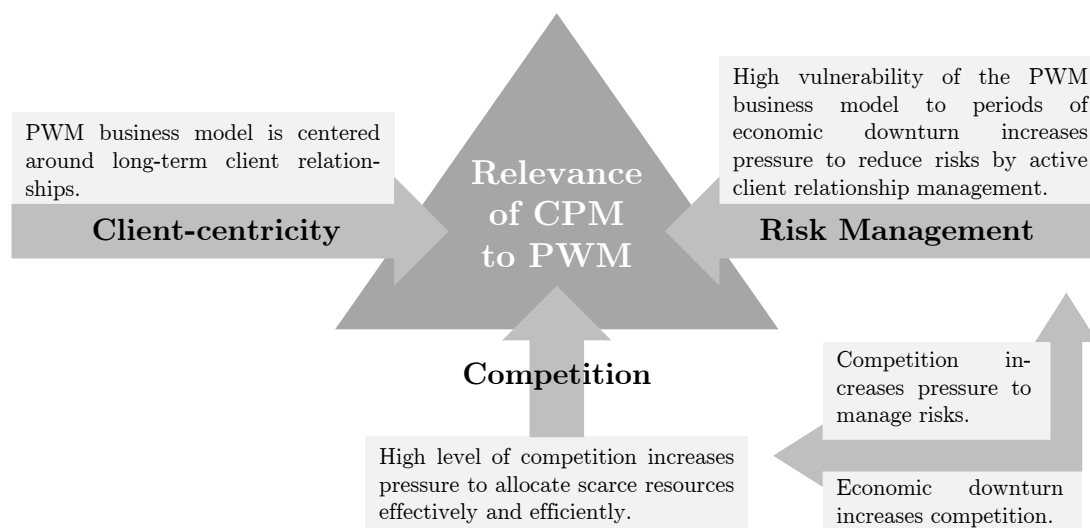 PWM business model is centered
around long-term client relation-
ships.
Client-centricity
Relevance
of CPM
to PWM
High vulnerability of the PWM
business model to periods of
economic downturn increases
pressure to reduce risks by active
client relationship management.
Risk Management
Competition
High level of competition increases
pressure to allocate scarce resources
effectively and efficiently.
Competition in-
creases pressure to
manage risks.
Economic downturn
increases competition.